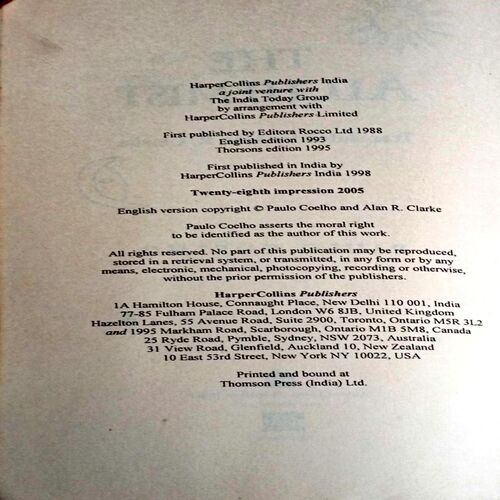 HarperCollins Publishers India
a joint venture with
The India Today Group
by arrangement with
HarperCollins Publishers Limited
First published by Editora Rocco Ltd 1988
English edition 1993
Thorsons edition 1995
First published in India by
HarperCollins Publishers India 1998
Twenty-eighth impression 2005
English version copyright © Paulo Coelho and Alan R. Clarke
Paulo Coelho asserts the moral right
to be identified as the author of this work.
All rights reserved. No part of this publication may be reproduced,
stored in a retrieval system, or transmitted, in any form or by any
means, electronic, mechanical, photocopying, recording or otherwise,
without the prior permission of the publishers.
HarperCollins Publishers
1A Hamilton House, Connaught Place, New Delhi 110 001, India
77-85 Fulham Palace Road, London W6 8JB, United Kingdom
Hazelton Lanes, 55 Avenue Road, Suite 2900, Toronto, Ontario M5R 3L2
and 1995 Markham Road, Scarborough, Ontario M1B 5M8, Canada
25 Ryde Road, Pymble, Sydney, NSW 2073, Australia
31 View Road, Glenfield, Auckland 10, New Zealand
10 East 53rd Street, New York NY 10022, USA
Printed and bound at
Thomson Press (India) Ltd.